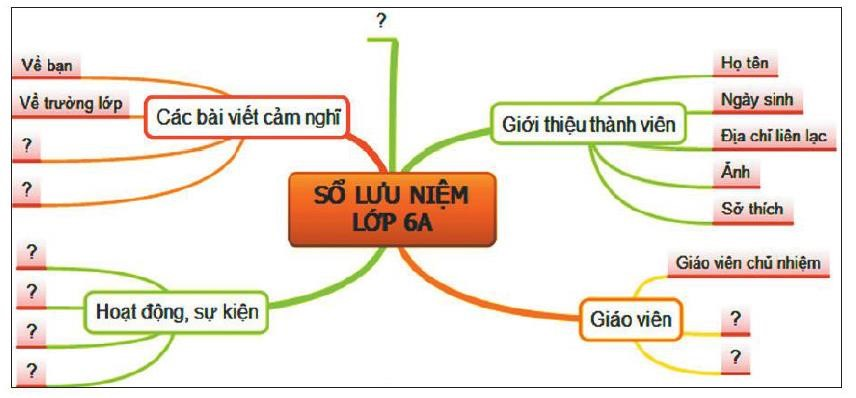 ?
Về bạn
Về trường lớp
?
?
Các bài viết cảm nghĩ
Giới thiệu thành viên
Họ tên
Ngày sinh
Địa chỉ liên lạc
Ảnh
Sở thích
SỔ LƯU NIỆM
LỚP 6A
?
?
?
?
Hoạt động, sự kiện
Giáo viên
Giáo viên chủ nhiệm
?
?